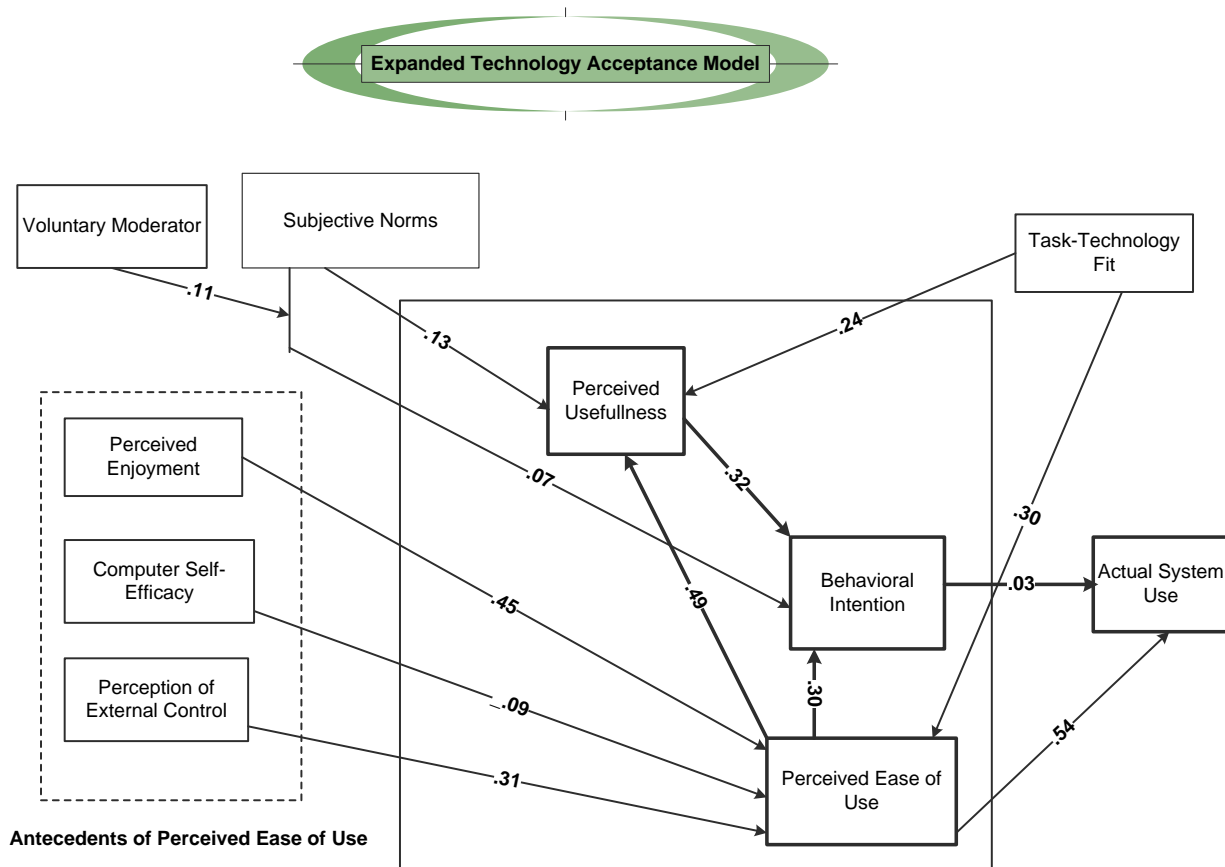 Expanded Technology Acceptance Model
Voluntary Moderator
Subjective Norms
Task-Technology
Fit
.11
.13
.24
Perceived
Usefullness
Perceived
Enjoyment
.07
.32
.30
Computer Self-
Efficacy
Behavioral
Intention
.03
Actual System
Use
.45
.49
Perception of
External Control
_.09
.30
.54
.31
Perceived Ease of
Use
Antecedents of Perceived Ease of Use